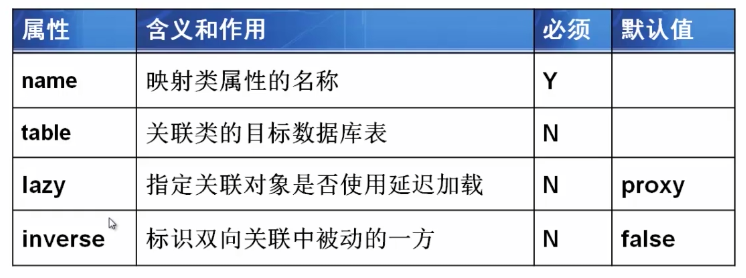 属性 含义和作用 必须 默认值
name 映射类属性的名称 Y
table 关联类的目标数据库表 N
lazy 指定关联对象是否使用延迟加载 N proxy
inverse 标识双向关联中被动的一方 N false